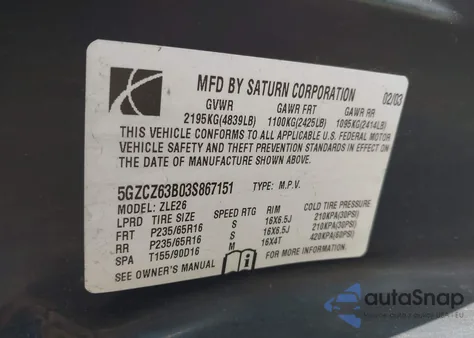 MFD BY SATURN CORPORATION 02/03
GVWR GAWR FRT GAWR RR
2195KG(4839LB) 1100KG(2425LB) 1095KG(2414LB)
THIS VEHICLE CONFORMS TO ALL APPLICABLE U.S. FEDERAL MOTOR
VEHICLE SAFETY AND THEFT PREVENTION STANDARDS IN EFFECT ON
THE DATE OF MANUFACTURE SHOWN ABOVE.
5GZCZ63B03S867151 TYPE: M.P.V.
MODEL: ZLE26
LPRD TIRE SIZE SPEED RTG RIM COLD TIRE PRESSURE
FRT P235/65R16 S 16X6.5J 210KPA(30PSI)
RR P235/65R16 S 16X6.5J 210KPA(30PSI)
SPA T155/90D16 M 16X4T 420KPA(60PSI)
SEE OWNER'S MANUAL
autoSnap